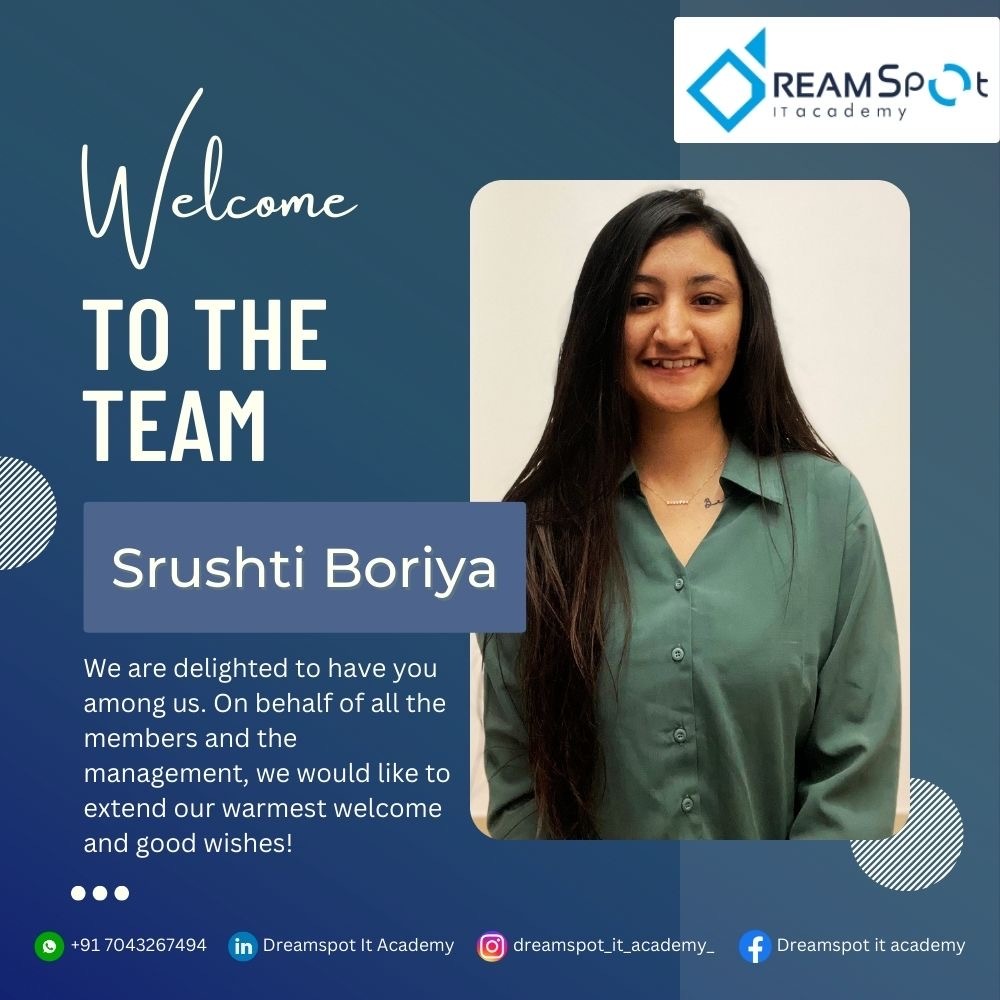 DREAMSPOt
ITacademy
Welcome
TO THE
TEAM
Srushti Boriya
We are delighted to have you
among us. On behalf of all the
members and the
management, we would like to
extend our warmest welcome
and good wishes!
+91 7043267494 Dreamspot It Academy dreamspot_it_academy_ Dreamspot it academy